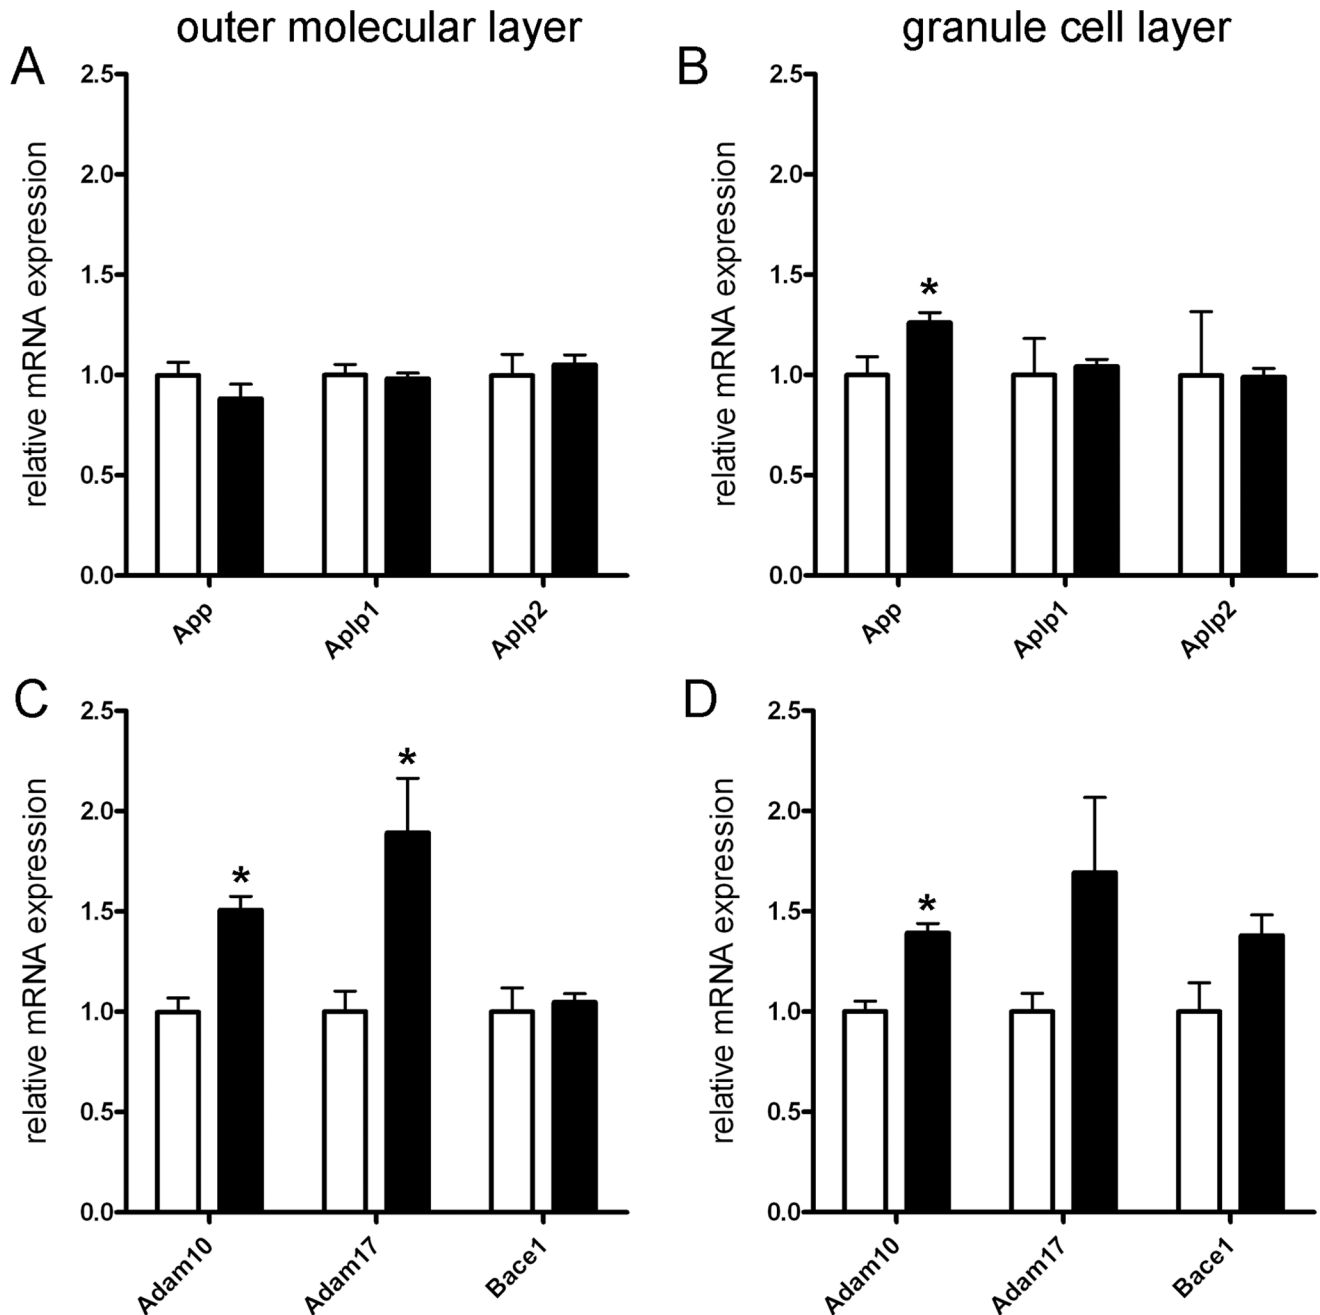 outer molecular layer
granule cell layer
A
relative mRNA expression
2.5
2.0
1.5
1.0
0.5
0.0
App
Aplp1
Aplp2
B
relative mRNA expression
2.5
2.0
1.5
*
1.0
0.5
0.0
App
Aplp1
Aplp2
C
relative mRNA expression
2.5
*
2.0
*
1.5
1.0
0.5
0.0
Adam10
Adam17
Bace1
D
relative mRNA expression
2.5
2.0
*
1.5
1.0
0.5
0.0
Adam10
Adam17
Bace1